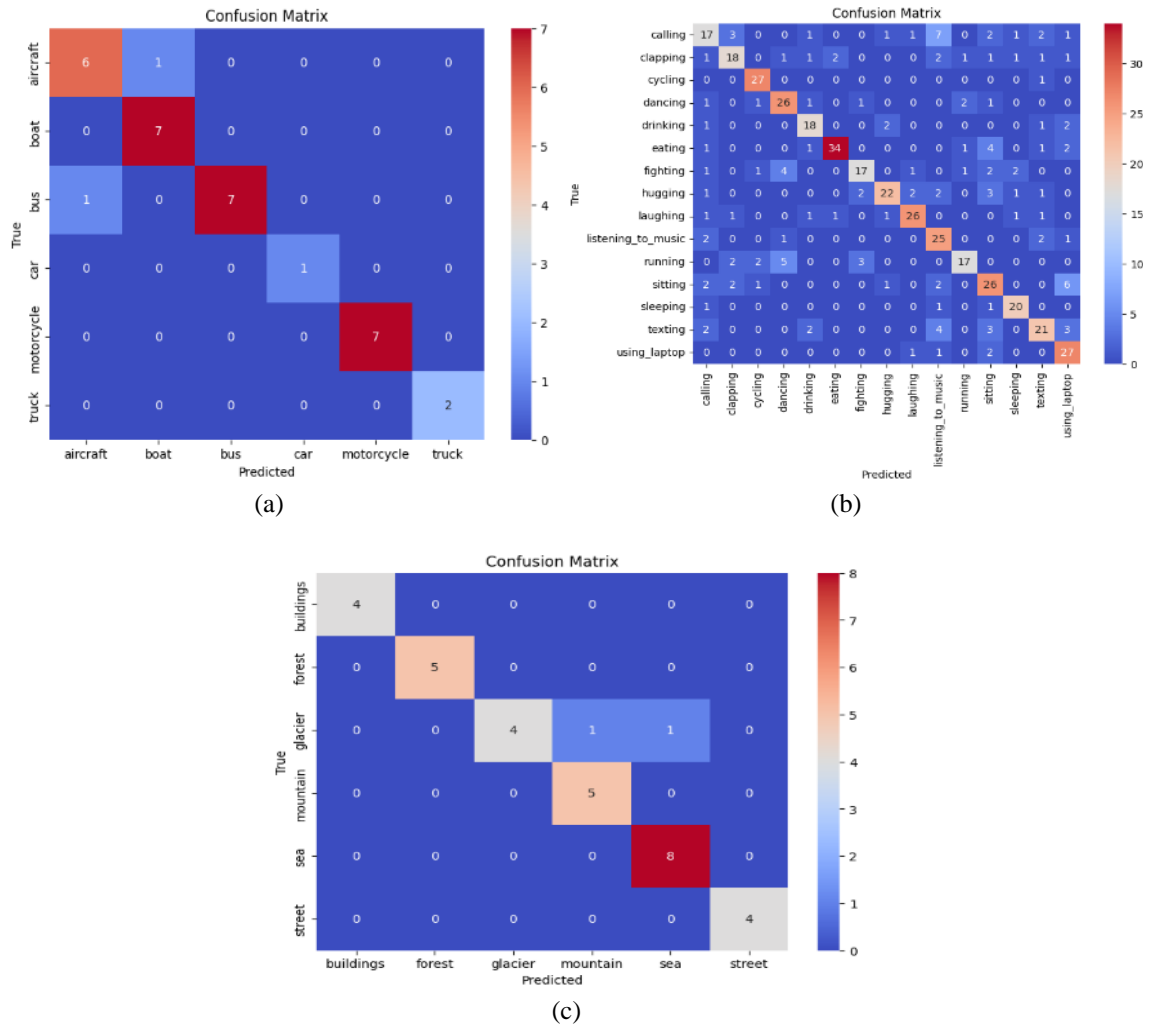 Confusion Matrix
aircraft 6 1 0 0 0 0
boat 0 7 0 0 0 0
bus 1 0 7 0 0 0
car 0 0 0 1 0 0
motorcycle 0 0 0 0 7 0
truck 0 0 0 0 0 2
aircraft boat bus car motorcycle truck
Predicted
True
7
6
5
4
3
2
1
0
(a)
Confusion Matrix
calling 17 3 0 0 1 0 0 1 1 7 0 2 1 2 1
clapping 1 18 0 1 1 2 0 0 0 2 1 1 1 1 1
cycling 0 0 27 0 0 0 0 0 0 0 0 0 0 1 0
dancing 1 0 1 26 1 0 1 0 0 0 2 1 0 0 0
drinking 1 0 0 0 18 0 0 2 0 0 0 0 0 1 2
eating 1 0 0 0 1 34 0 0 0 0 0 4 0 1 2
fighting 1 0 1 4 0 0 17 0 1 0 1 2 2 0 0
hugging 1 0 0 0 0 0 2 22 2 2 0 3 1 1 0
laughing 1 1 0 0 1 1 0 1 26 0 0 0 1 1 0
listening_to_music 2 0 0 1 0 0 0 0 0 25 0 0 0 2 1
running 0 2 2 5 0 0 3 0 0 0 17 0 0 0 0
sitting 2 2 1 0 0 0 0 1 0 2 0 26 0 0 6
sleeping 1 0 0 0 0 0 0 0 0 1 0 1 20 0 0
texting 2 0 0 0 2 0 0 0 0 4 0 3 0 21 3
using_laptop 0 0 0 0 0 0 0 0 1 1 0 2 0 0 27
calling clapping cycling dancing drinking eating fighting hugging laughing listening_to_music running sitting sleeping texting using_laptop
Predicted
True
30
25
20
15
10
5
0
(b)
Confusion Matrix
buildings 4 0 0 0 0 0
forest 0 5 0 0 0 0
glacier 0 0 4 1 1 0
mountain 0 0 0 5 0 0
sea 0 0 0 0 8 0
street 0 0 0 0 0 4
buildings forest glacier mountain sea street
Predicted
True
8
7
6
5
4
3
2
1
0
(c)